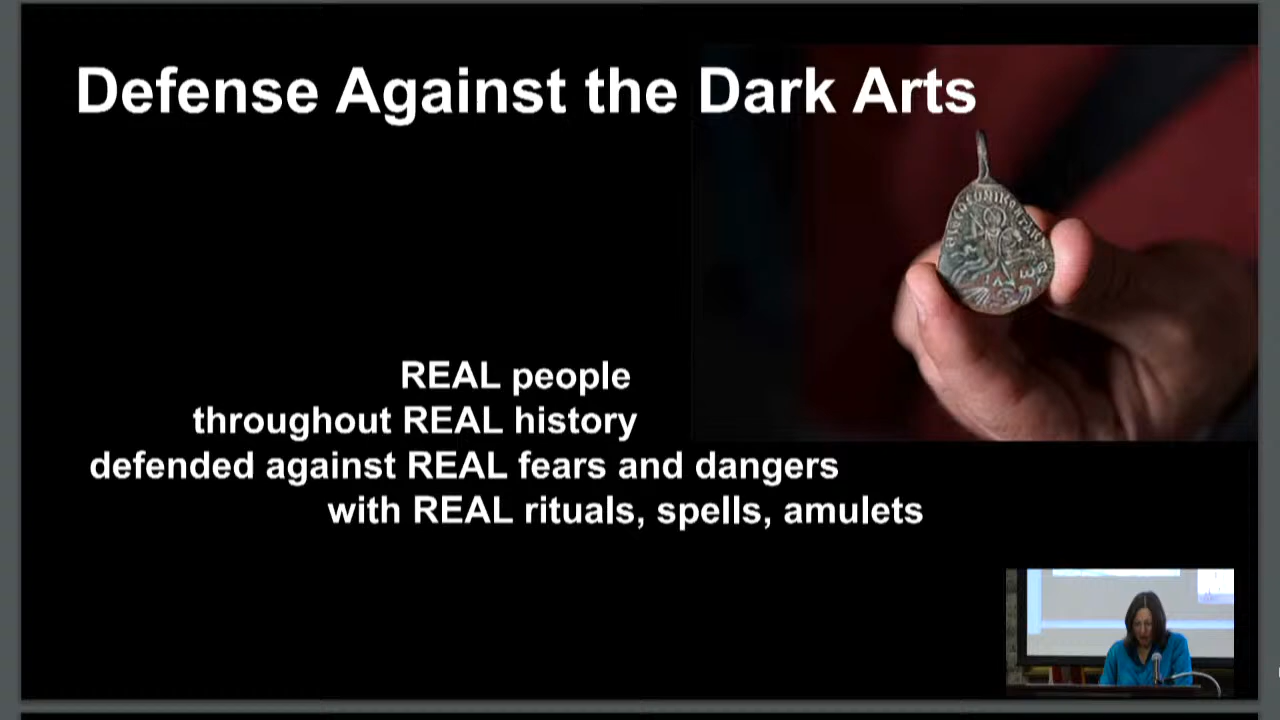 Defense Against the Dark Arts
REAL people
throughout REAL history
defended against REAL fears and dangers
with REAL rituals, spells, amulets